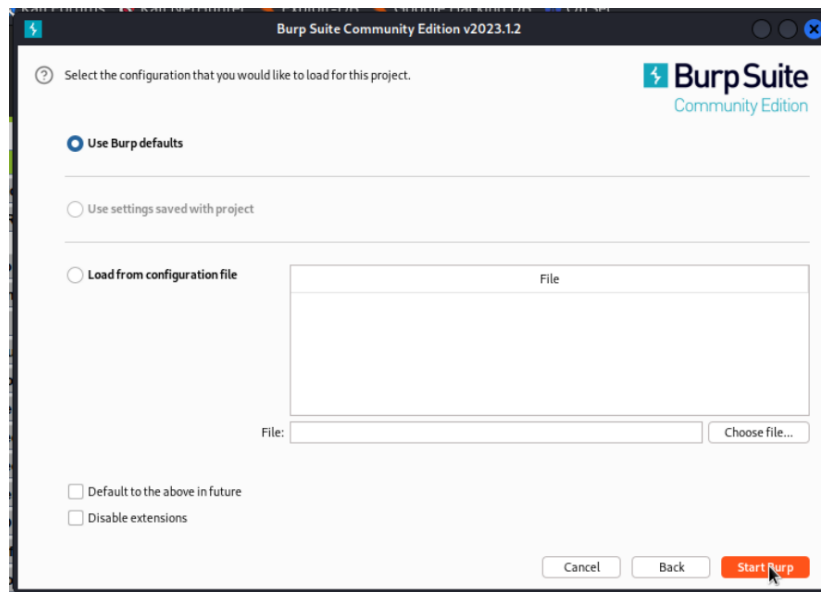 Burp Suite Community Edition v2023.1.2
Select the configuration that you would like to load for this project.
Burp Suite
Community Edition
Use Burp defaults
Use settings saved with project
Load from configuration file
File
File:
Choose file...
Default to the above in future
Disable extensions
Cancel
Back
Start Burp